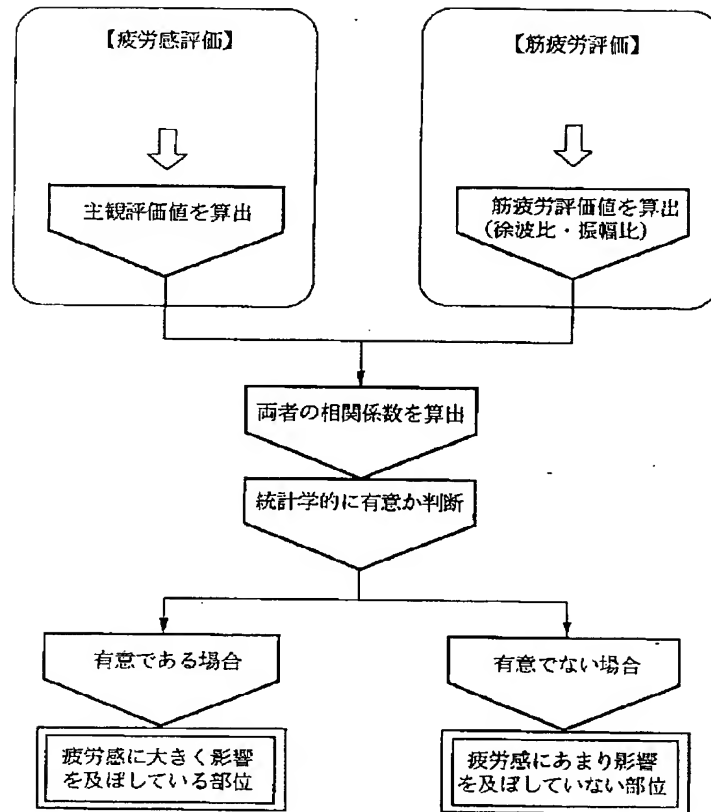 【疲労感評価】
【筋疲労評価】
主観評価値を算出
筋疲労評価値を算出
(徐波比・振幅比)
両者の相関係数を算出
統計学的に有意か判断
有意である場合
有意でない場合
疲労感に大きく影響
を及ぼしている部位
疲労感にあまり影響
を及ぼしていない部位